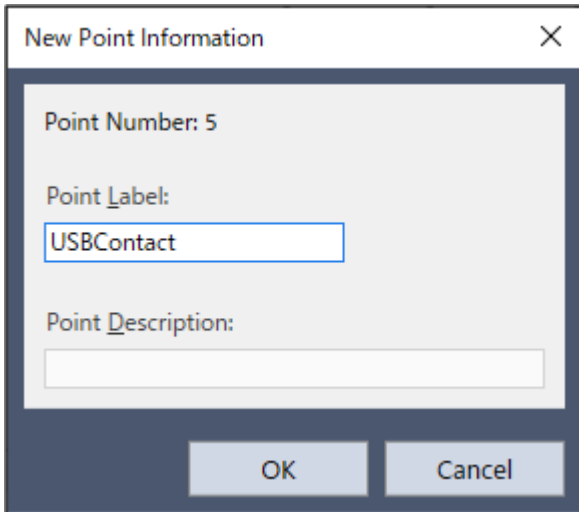 New Point Information
Point Number: 5
Point Label:
USBContact
Point Description:
OK
Cancel